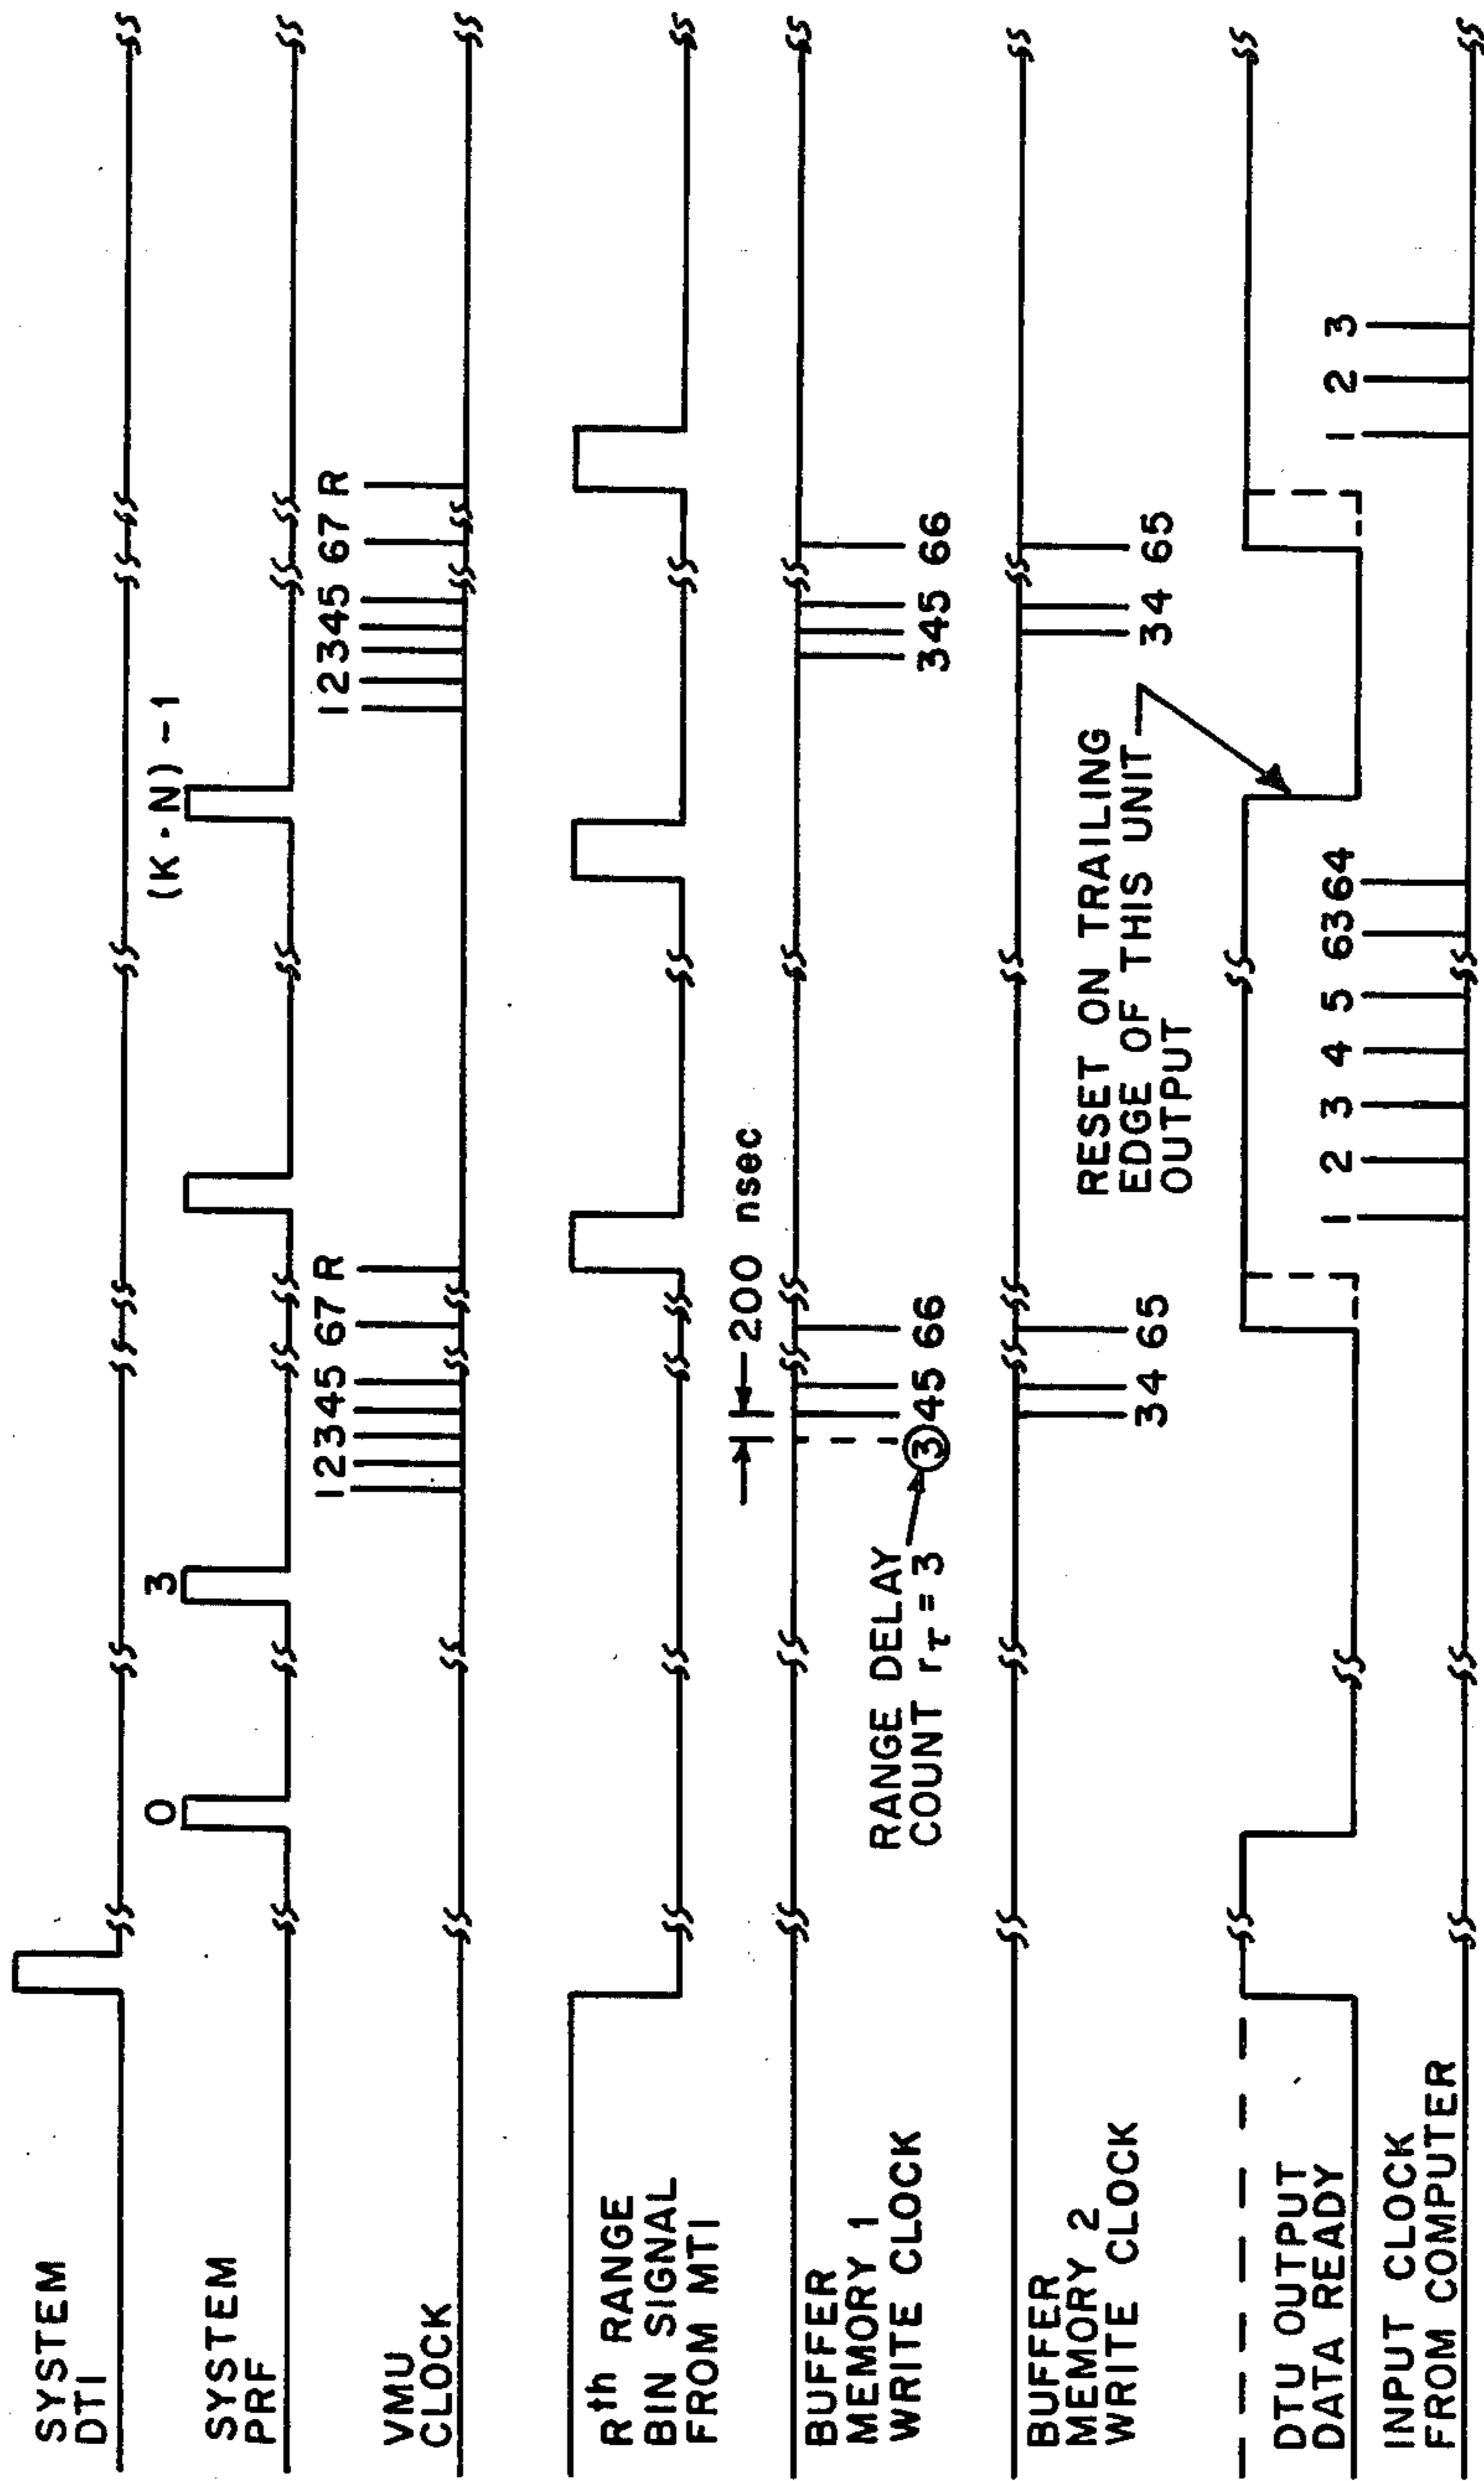 SYSTEM
DTI
SYSTEM
PRF
0
3
(K·N)-1
VMU
CLOCK
12345 67 R
12345 67 R
Rth RANGE
BIN SIGNAL
FROM MTI
200 nsec
BUFFER
MEMORY 1
WRITE CLOCK
RANGE DELAY
COUNT rτ = 3
345 66
345 66
BUFFER
MEMORY 2
WRITE CLOCK
34 65
34 65
RESET ON TRAILING
EDGE OF THIS UNIT
OUTPUT
DTU OUTPUT
DATA READY
INPUT CLOCK
FROM COMPUTER
1 2 3 4 5 63 64
1 2 3